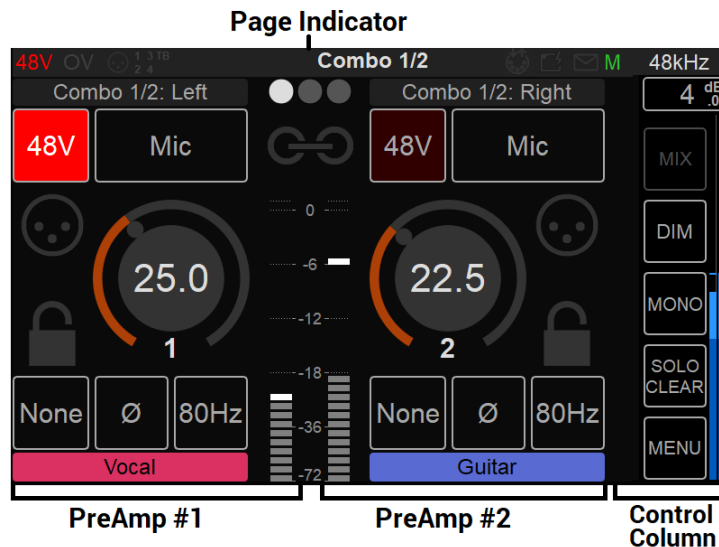 Page Indicator
48V OV 1 3 TB Combo 1/2 M 48kHz
2 4
Combo 1/2: Left Combo 1/2: Right 4 dB
.0
48V Mic 48V Mic MIX
0
DIM
-6
25.0 22.5
-12 MONO
1 2
-18
SOLO
CLEAR
None Ø 80Hz -36 None Ø 80Hz
MENU
Vocal -72 Guitar
PreAmp #1 PreAmp #2 Control
Column